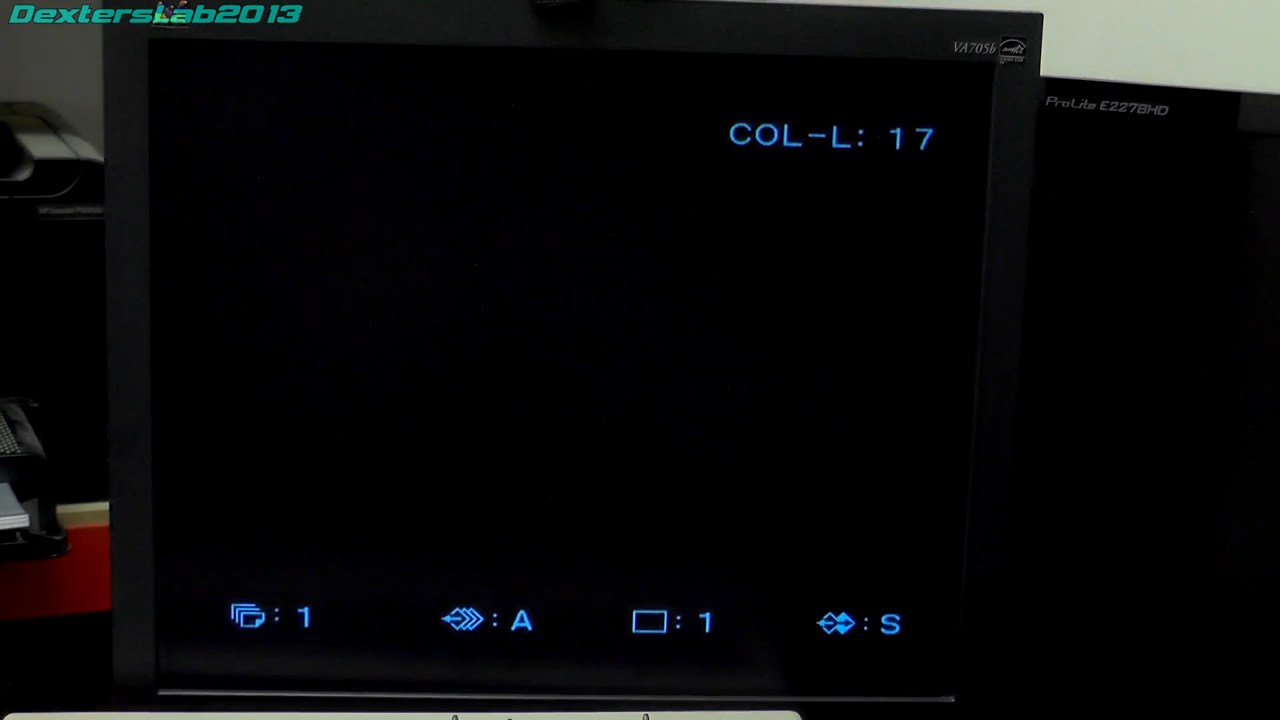 DextersLab2013
VA705b
ProLite E2278HD
COL-L: 17
: 1
: A
: 1
: S